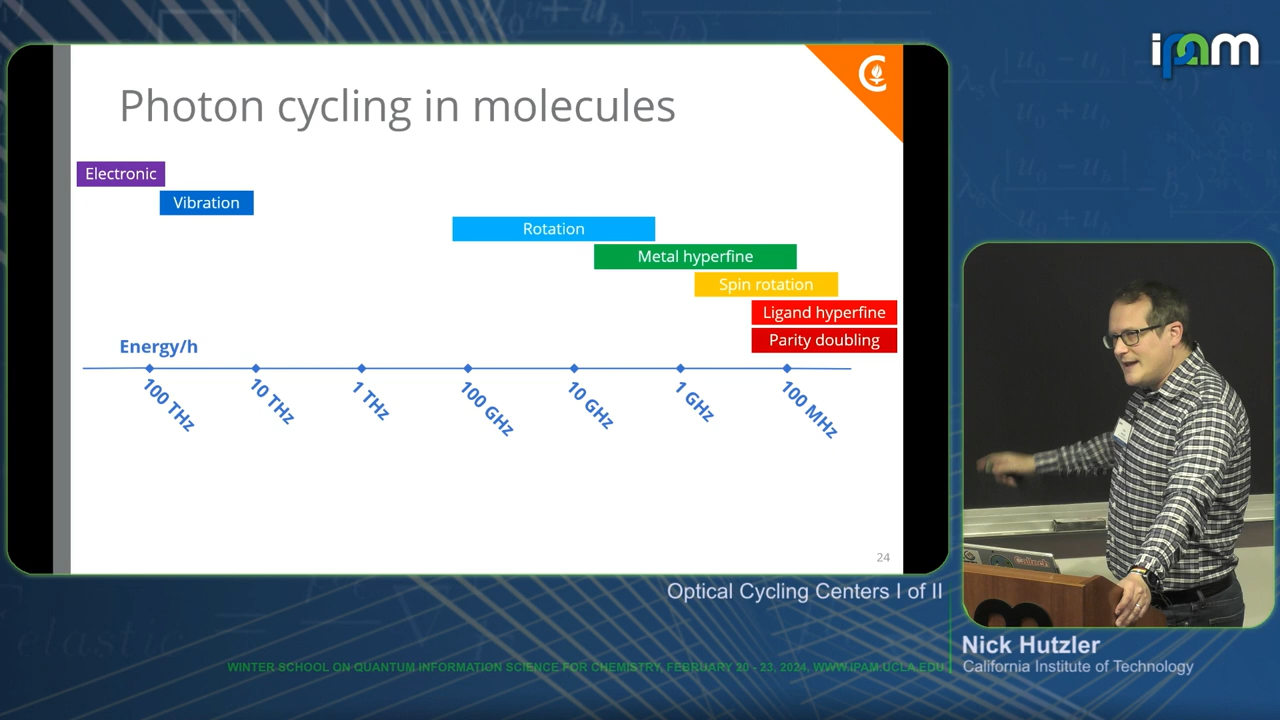 ipam
Photon cycling in molecules
Electronic
Vibration
Rotation
Metal hyperfine
Spin rotation
Ligand hyperfine
Parity doubling
Energy/h
100 THz
10 THz
1 THz
100 GHz
10 GHz
1 GHz
100 MHz
24
Optical Cycling Centers I of II
Nick Hutzler
California Institute of Technology
WINTER SCHOOL ON QUANTUM INFORMATION SCIENCE FOR CHEMISTRY, FEBRUARY 20 - 23, 2024, WWW.IPAM.UCLA.EDU
elastic